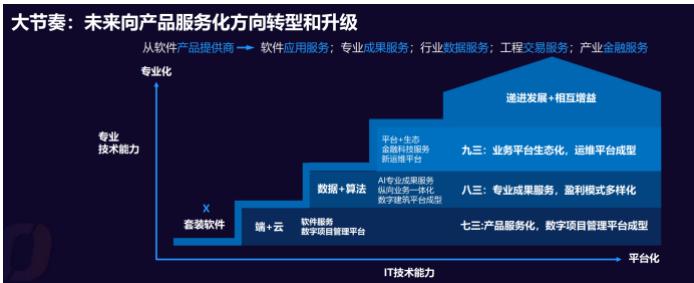 大节奏：未来向产品服务化方向转型和升级
从软件产品提供商 → 软件应用服务；专业成果服务；行业数据服务；工程交易服务；产业金融服务
专业化
递进发展+相互增益
专业
技术能力
平台+生态
金融科技服务
新运维平台
九三：业务平台生态化，运维平台成型
数据+算法
AI专业成果服务
纵向业务一体化
数字建筑平台成型
八三：专业成果服务，盈利模式多样化
X
套装软件
端+云
软件服务
数字项目管理平台
七三:产品服务化，数字项目管理平台成型
平台化
IT技术能力